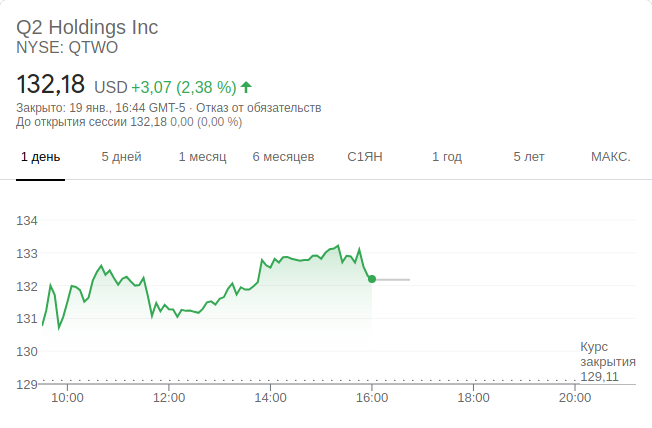 Q2 Holdings Inc
NYSE: QTWO
132,18 USD +3,07 (2,38 %)
Закрыто: 19 янв., 16:44 GMT-5 · Отказ от обязательств
До открытия сессии 132,18 0,00 (0,00 %)
1 день 5 дней 1 месяц 6 месяцев С1ЯН 1 год 5 лет МАКС.
134
133
132
131
130
129
Курс
закрытия
129,11
10:00 12:00 14:00 16:00 18:00 20:00